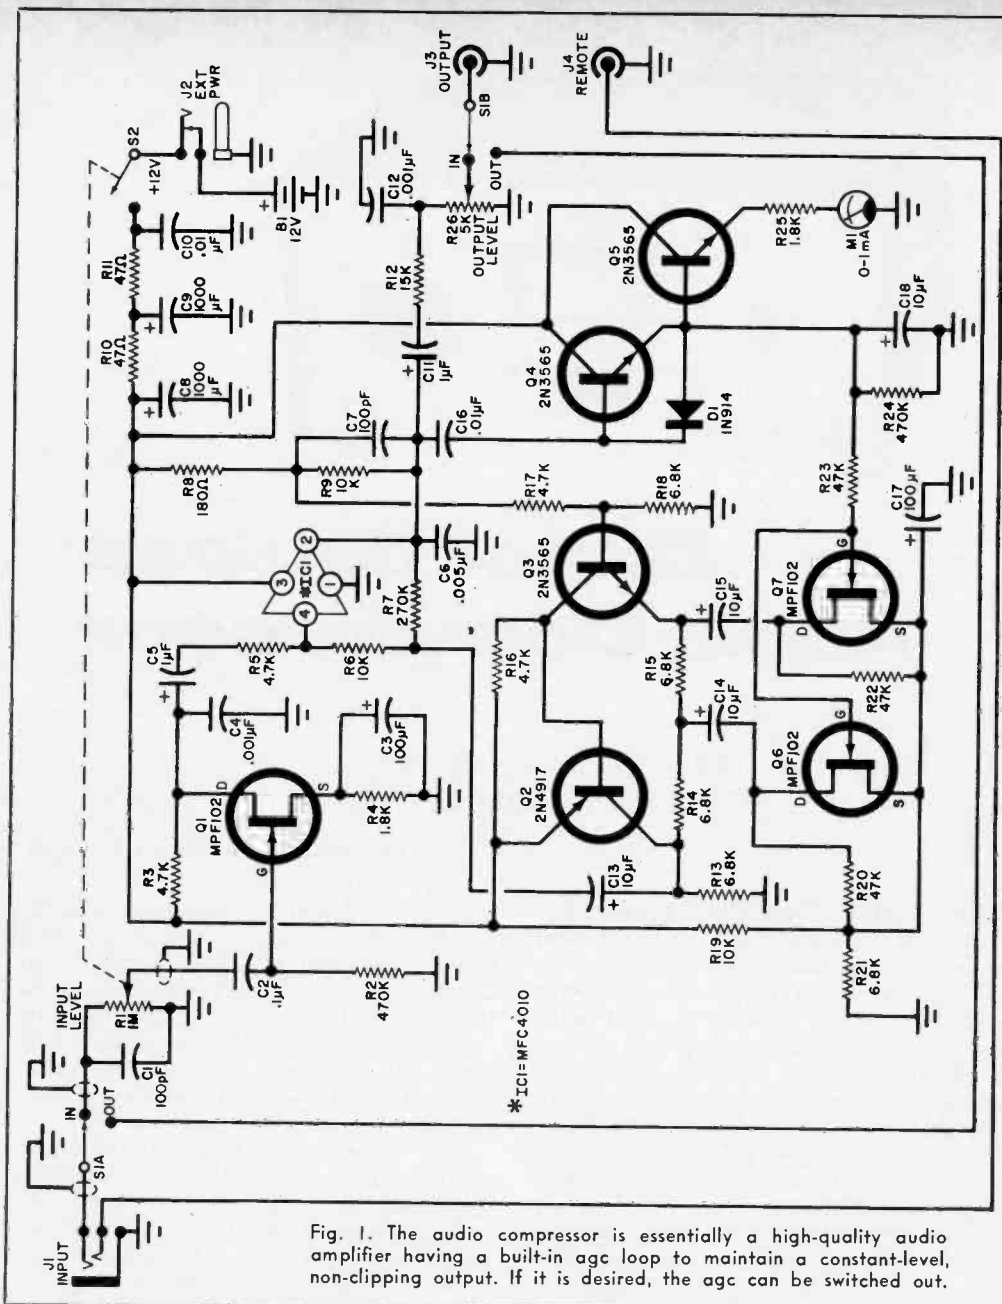 J1
INPUT
S1A
IN
OUT
C1
100pF
INPUT
LEVEL
R1
1M
C2
.1µF
R2
470K
R3
4.7K
Q1
MPF102
G
D
S
R4
1.8K
C3
100µF
C4
.001µF
C5
1µF
R5
4.7K
R6
10K
R7
270K
*IC1
1
2
3
4
C6
.005µF
R8
180Ω
R9
10
K
C7
100pF
C16
.01µF
C8
1000
µF
R10
47Ω
C9
1000
µF
R11
47Ω
C10
.01
µF
S2
+12V
J2
EXT
PWR
B1
12V
C11
1µF
R12
15K
C12
.001µF
R26
5K
OUTPUT
LEVEL
IN
OUT
S1B
J3
OUTPUT
J4
REMOTE
Q2
2N4917
R16
4.7K
Q3
2N3565
R17
4.7K
R18
6.8K
Q4
2N3565
D1
1N914
Q5
2N3565
R25
1.8K
M1
0-1mA
C13
10µF
R13
6.8K
R14
6.8K
R15
6.8K
C14
10µF
C15
10µF
R19
10K
R20
47K
R21
6.8K
Q6
MPF102
D
G
S
R22
47K
Q7
MPF102
D
G
S
R23
47K
R24
470K
C18
10µF
C17
100µF
*IC1=MFC4010
Fig. 1. The audio compressor is essentially a high-quality audio
amplifier having a built-in agc loop to maintain a constant-level,
non-clipping output. If it is desired, the agc can be switched out.